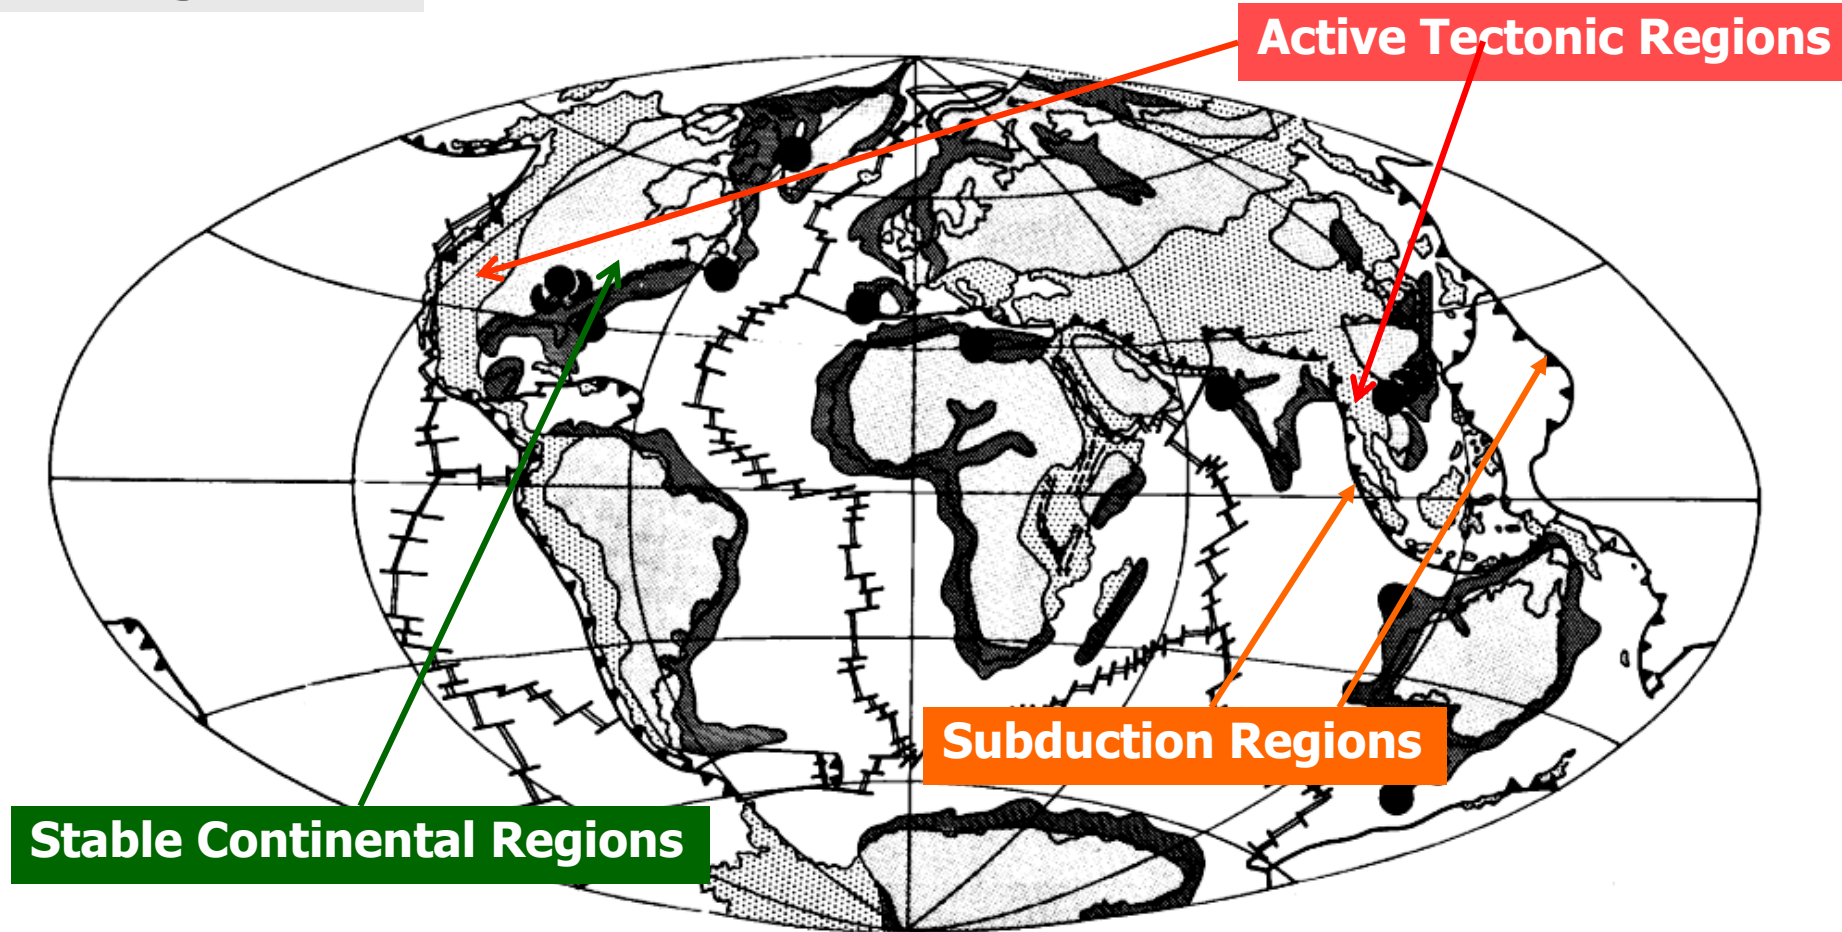 Active Tectonic Regions
Subduction Regions
Stable Continental Regions